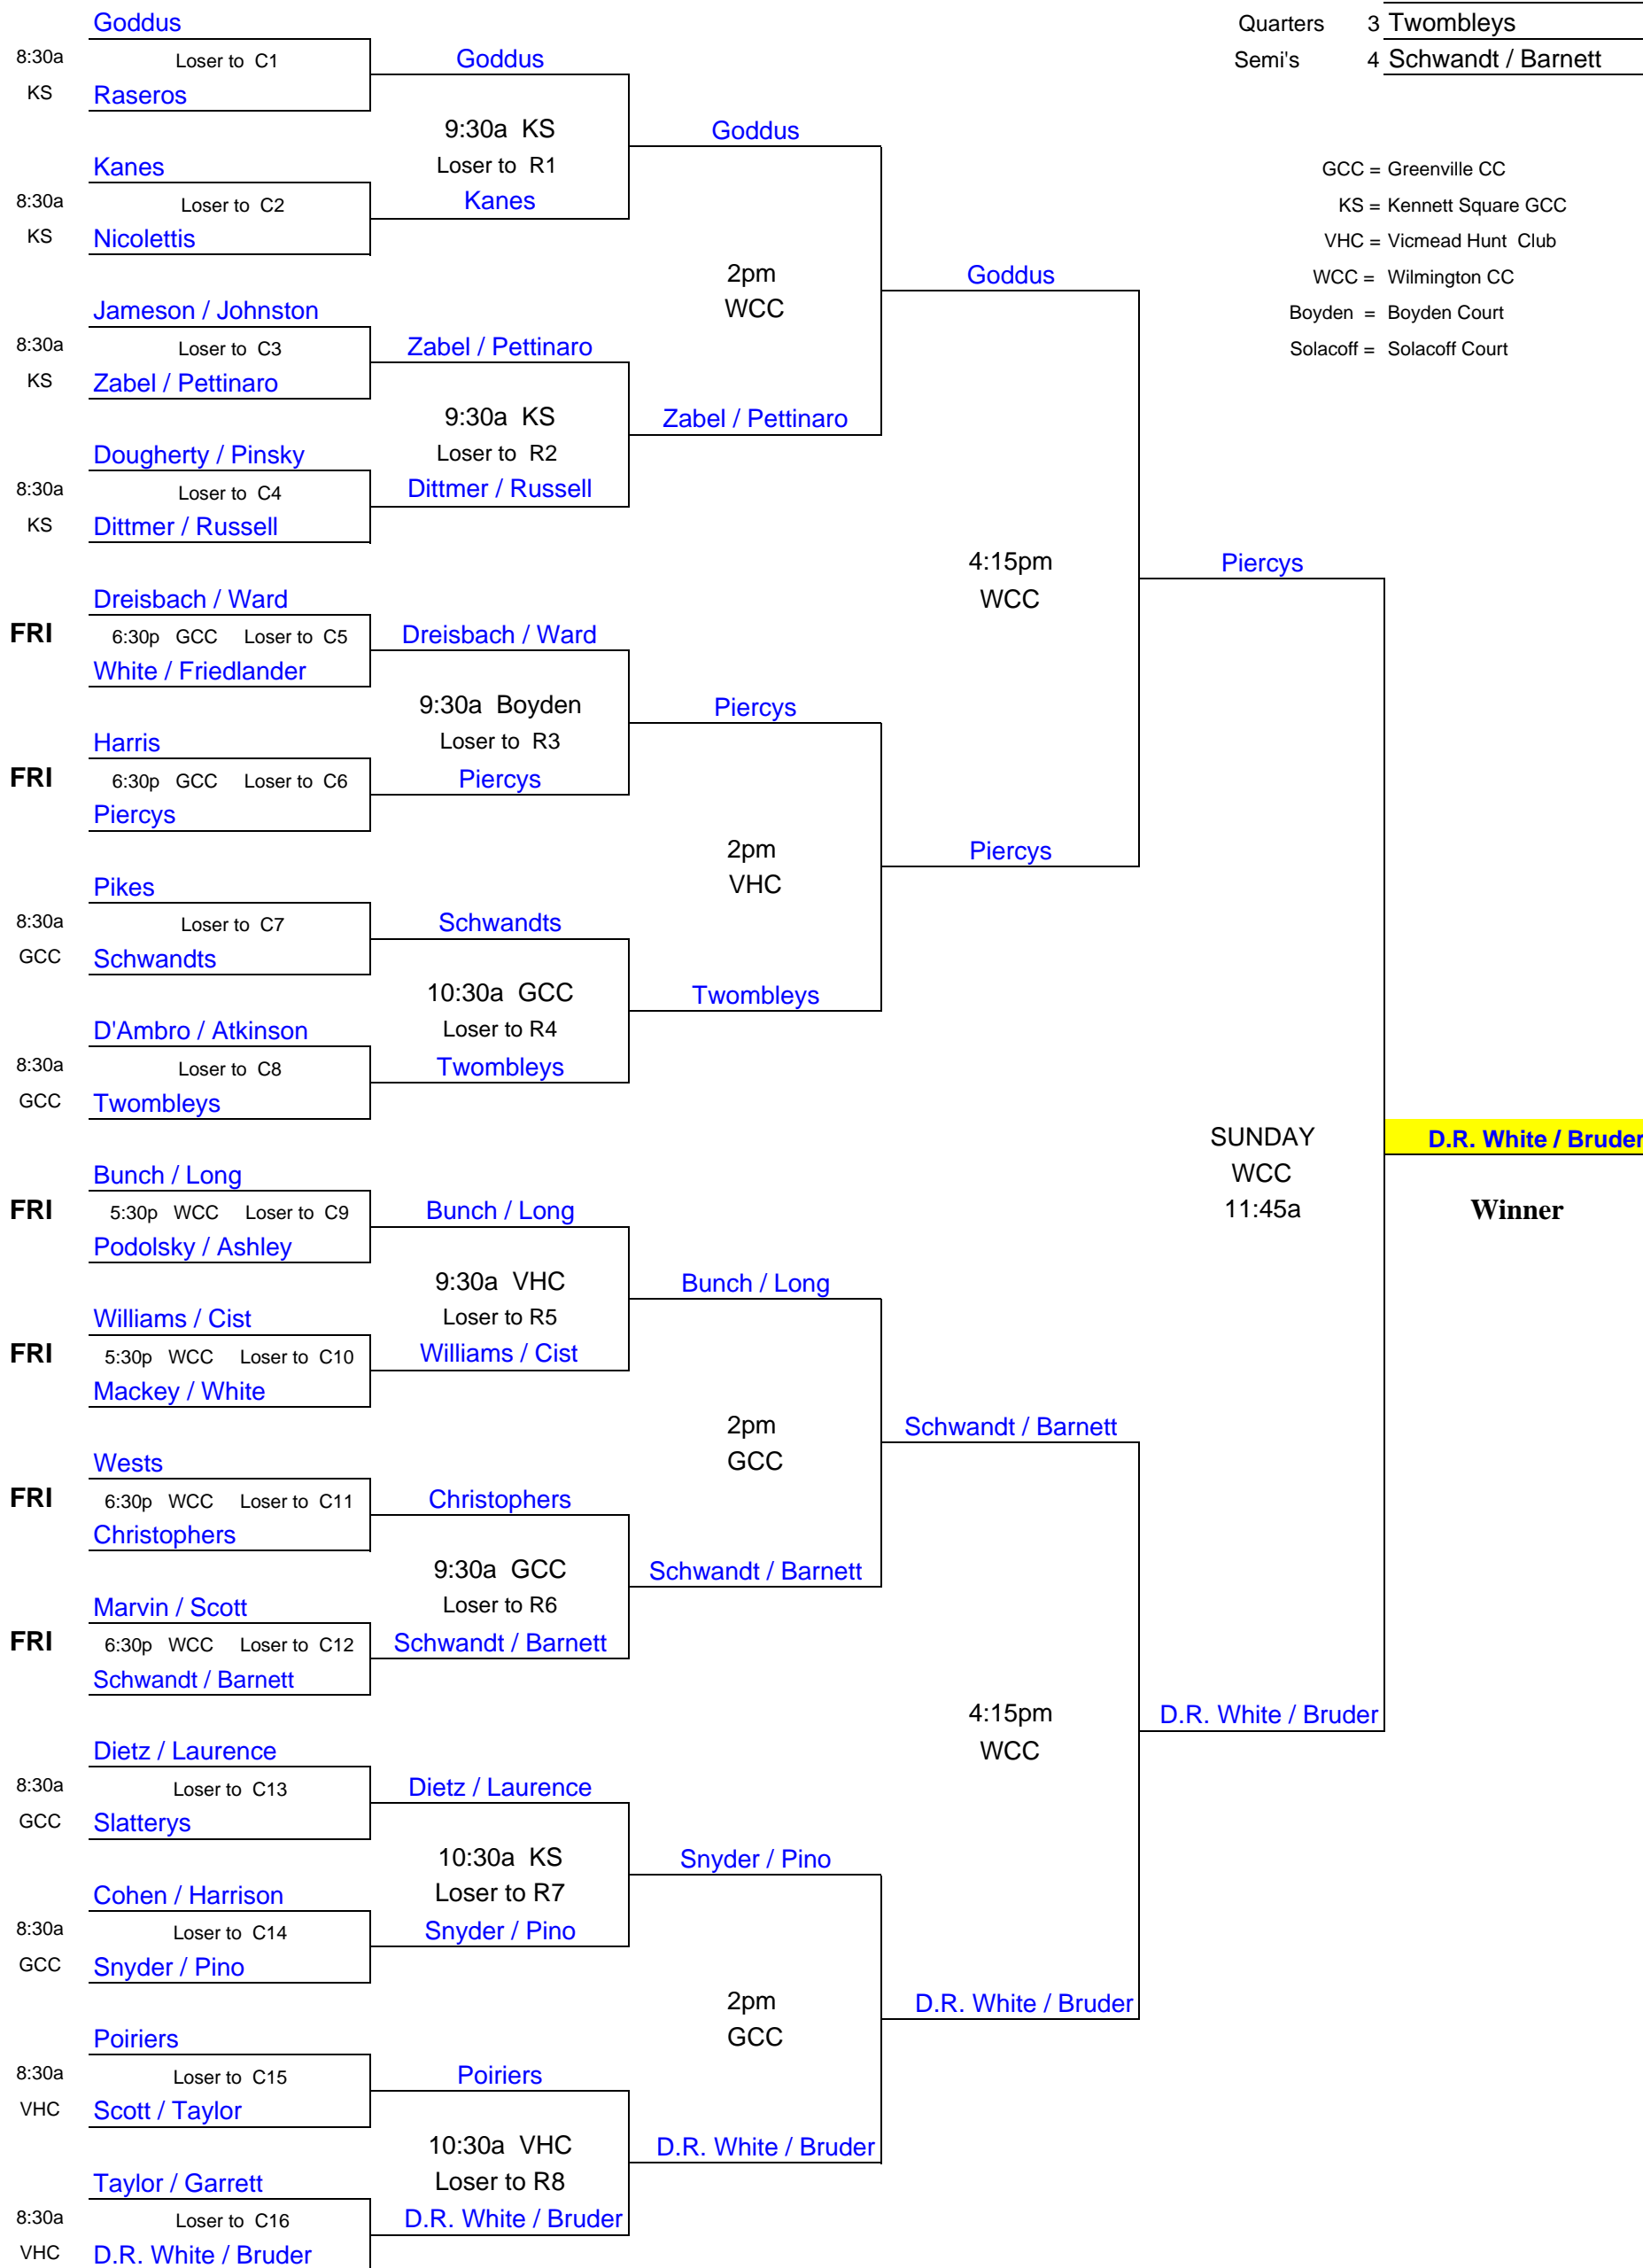 Goddus
Quarters 3 Twombleys
8:30a Loser to C1 Goddus
Semi's 4 Schwandt / Barnett
KS Raseros
9:30a KS
Goddus
Kanes
Loser to R1
GCC = Greenville CC
8:30a Loser to C2 Kanes
KS = Kennett Square GCC
KS Nicolettis
VHC = Vicmead Hunt Club
2pm
Goddus
WCC = Wilmington CC
Jameson / Johnston
WCC
Boyden = Boyden Court
8:30a Loser to C3 Zabel / Pettinaro
Solacoff = Solacoff Court
KS Zabel / Pettinaro
9:30a KS
Zabel / Pettinaro
Dougherty / Pinsky
Loser to R2
8:30a Loser to C4 Dittmer / Russell
KS Dittmer / Russell
4:15pm
Piercys
Dreisbach / Ward
WCC
FRI 6:30p GCC Loser to C5 Dreisbach / Ward
White / Friedlander
9:30a Boyden
Piercys
Harris
Loser to R3
FRI 6:30p GCC Loser to C6 Piercys
Piercys
2pm
Piercys
Pikes
VHC
8:30a Loser to C7 Schwandts
GCC Schwandts
10:30a GCC
Twombleys
D'Ambro / Atkinson
Loser to R4
8:30a Loser to C8 Twombleys
GCC Twombleys
SUNDAY
D.R. White / Bruder
Bunch / Long
WCC
FRI 5:30p WCC Loser to C9 Bunch / Long
11:45a
Winner
Podolsky / Ashley
9:30a VHC
Bunch / Long
Williams / Cist
Loser to R5
FRI 5:30p WCC Loser to C10 Williams / Cist
Mackey / White
2pm
Schwandt / Barnett
Wests
GCC
FRI 6:30p WCC Loser to C11 Christophers
Christophers
9:30a GCC
Schwandt / Barnett
Marvin / Scott
Loser to R6
FRI 6:30p WCC Loser to C12 Schwandt / Barnett
Schwandt / Barnett
4:15pm
D.R. White / Bruder
Dietz / Laurence
WCC
8:30a Loser to C13 Dietz / Laurence
GCC Slatterys
10:30a KS
Snyder / Pino
Cohen / Harrison
Loser to R7
8:30a Loser to C14 Snyder / Pino
GCC Snyder / Pino
2pm
D.R. White / Bruder
Poiriers
GCC
8:30a Loser to C15 Poiriers
VHC Scott / Taylor
10:30a VHC
D.R. White / Bruder
Taylor / Garrett
Loser to R8
8:30a Loser to C16 D.R. White / Bruder
VHC D.R. White / Bruder